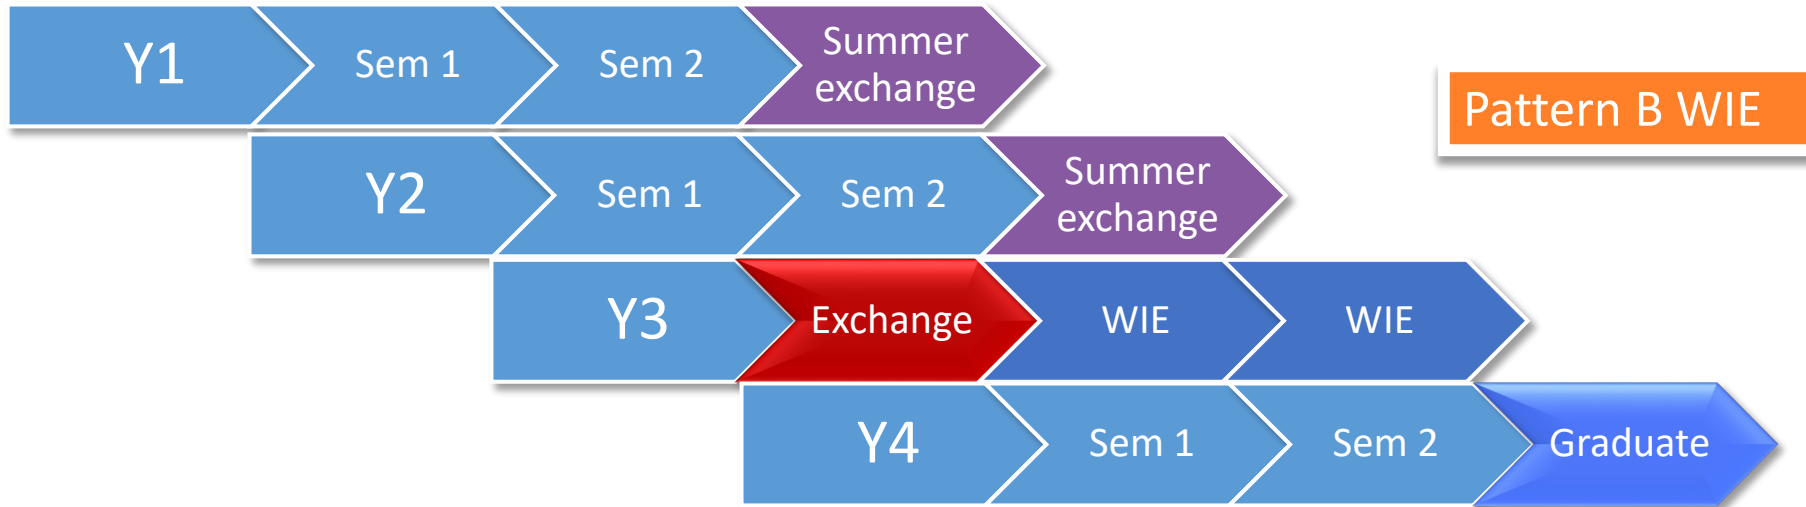 Y1
Sem 1
Sem 2
Summer
exchange
Pattern B WIE
Y2
Sem 1
Sem 2
Summer
exchange
Y3
Exchange
WIE
WIE
Y4
Sem 1
Sem 2
Graduate